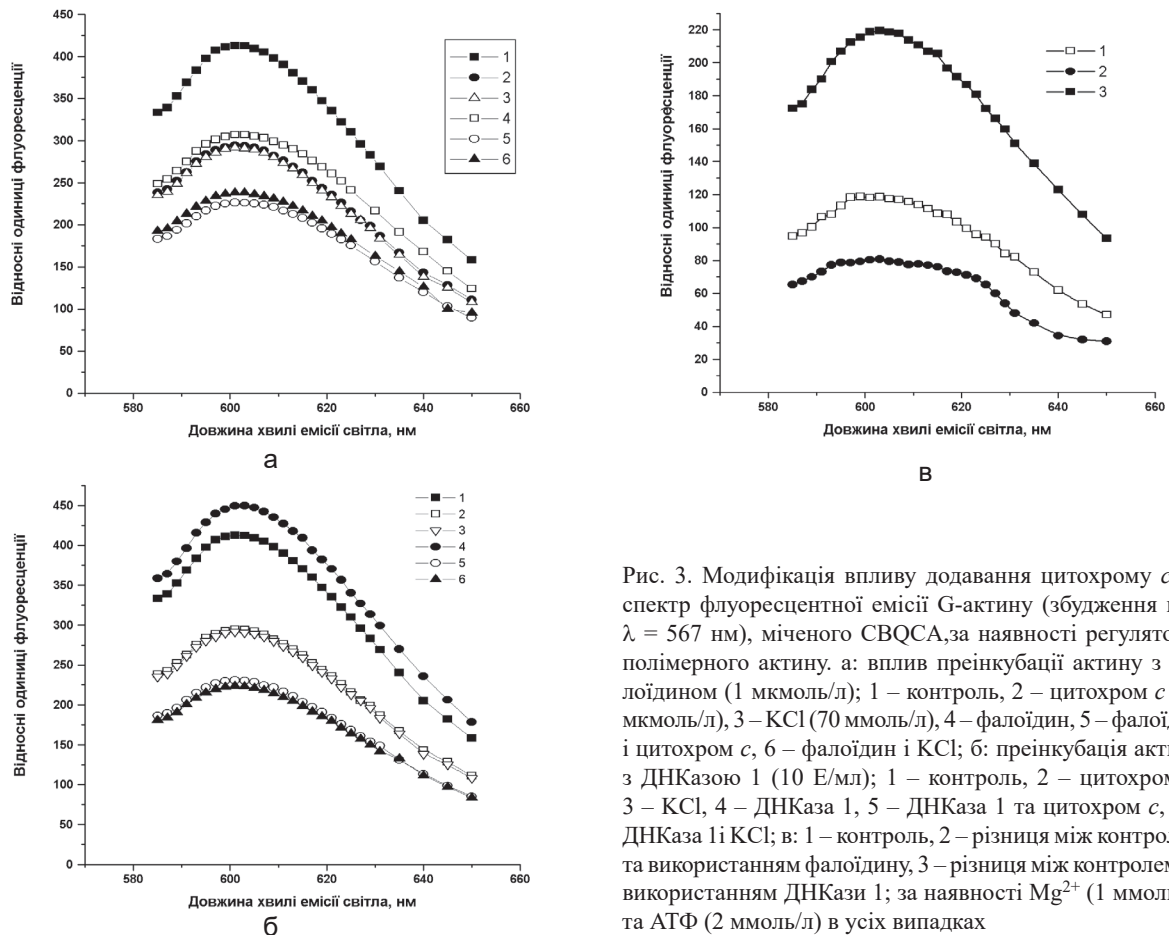 450
400
350
300
250
200
150
100
50
0
Відносні одиниці флуоресценції
1
2
3
4
5
6
580
600
620
640
660
Довжина хвилі емісії світла, нм
а
220
200
180
160
140
120
100
80
60
40
20
0
Відносні одиниці флуоресценції
1
2
3
580
600
620
640
660
Довжина хвилі емісії світла, нм
в
450
400
350
300
250
200
150
100
50
0
Відносні одиниці флуоресценції
1
2
3
4
5
6
580
600
620
640
660
Довжина хвилі емісії світла, нм
б
Рис. 3. Модифікація впливу додавання цитохрому с
спектр флуоресцентної емісії G-актину (збудження
λ = 567 нм), міченого CBQCA,за наявності
полімерного актину. а: вплив преінкубації актину з
лоїдином (1 мкмоль/л); 1 – контроль, 2 – цитохром с
мкмоль/л), 3 – KCl (70 ммоль/л), 4 – фалоїдин, 5 –
і цитохром с, 6 – фалоїдин і KCl; б: преінкубація
з ДНКазою 1 (10 Е/мл); 1 – контроль, 2 –
3 – KCl, 4 – ДНКаза 1, 5 – ДНКаза 1 та цитохром с,
ДНКаза 1і KCl; в: 1 – контроль, 2 – різниця між
та використанням фалоїдину, 3 – різниця між контролем
використанням ДНКази 1; за наявності Mg²⁺ (1
та АТФ (2 ммоль/л) в усіх випадках